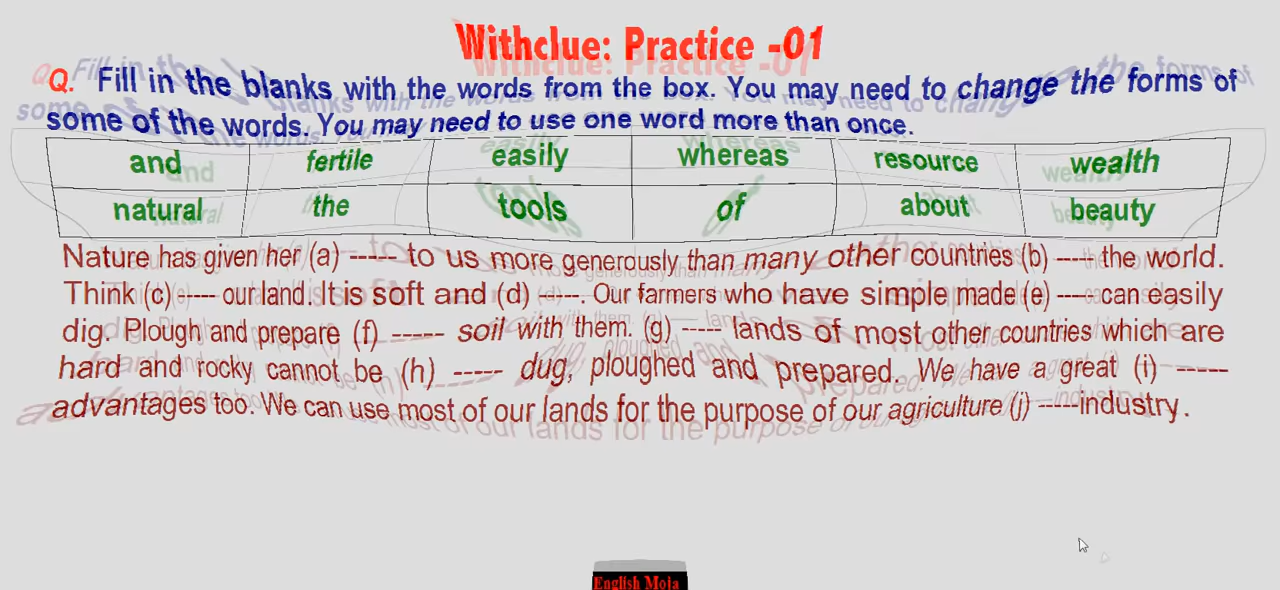 Withclue: Practice -01
Q. Fill in the blanks with the words from the box. You may need to change the forms of
some of the words. You may need to use one word more than once.
and fertile easily whereas resource wealth
natural the tools of about beauty
Nature has given her (a) ----- to us more generously than many other countries (b) ----- the world.
Think (c) ----- our land. It is soft and (d) -----. Our farmers who have simple made (e) ----- can easily
dig. Plough and prepare (f) ----- soil with them. (g) ----- lands of most other countries which are
hard and rocky cannot be (h) ----- dug, ploughed and prepared. We have a great (i) -----
advantages too. We can use most of our lands for the purpose of our agriculture (j) -----industry.
English Moja